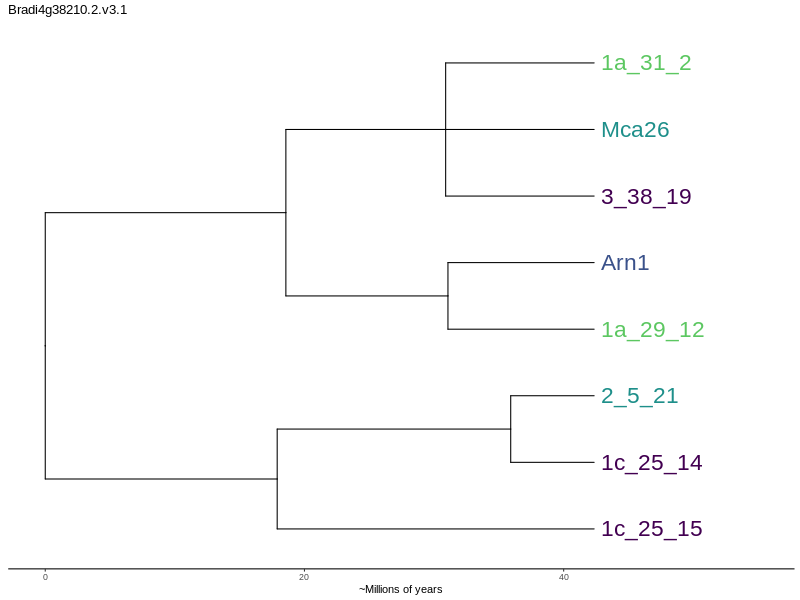 Bradi4g38210.2.v3.1
1a_31_2
Mca26
3_38_19
Arn1
1a_29_12
2_5_21
1c_25_14
1c_25_15
0 20 40
~Millions of years